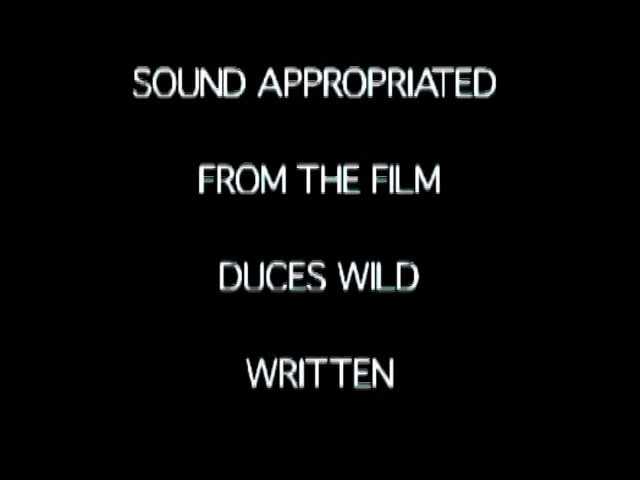 SOUND APPROPRIATED
FROM THE FILM
DUCES WILD
WRITTEN